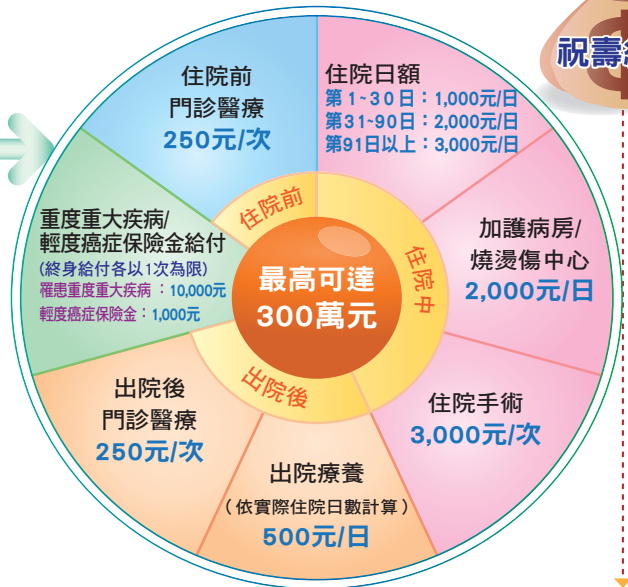 祝壽
住院前
門診醫療
250元/次
住院日額
第1~30日：1,000元/日
第31~90日：2,000元/日
第91日以上：3,000元/日
加護病房/
燒燙傷中心
2,000元/日
住院手術
3,000元/次
出院療養
（依實際住院日數計算）
500元/日
出院後
門診醫療
250元/次
重度重大疾病/
輕度癌症保險金給付
(終身給付各以1次為限)
罹患重度重大疾病：10,000元
輕度癌症保險金：1,000元
住院前
住院中
出院後
最高可達
300萬元